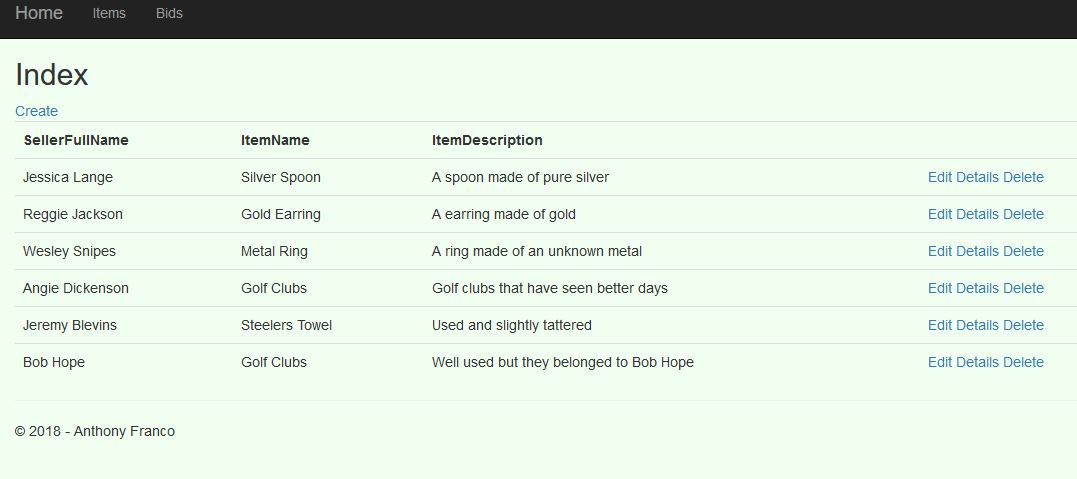 Home Items Bids
Index
Create
SellerFullName ItemName ItemDescription
Jessica Lange Silver Spoon A spoon made of pure silver Edit Details Delete
Reggie Jackson Gold Earring A earring made of gold Edit Details Delete
Wesley Snipes Metal Ring A ring made of an unknown metal Edit Details Delete
Angie Dickenson Golf Clubs Golf clubs that have seen better days Edit Details Delete
Jeremy Blevins Steelers Towel Used and slightly tattered Edit Details Delete
Bob Hope Golf Clubs Well used but they belonged to Bob Hope Edit Details Delete
© 2018 - Anthony Franco